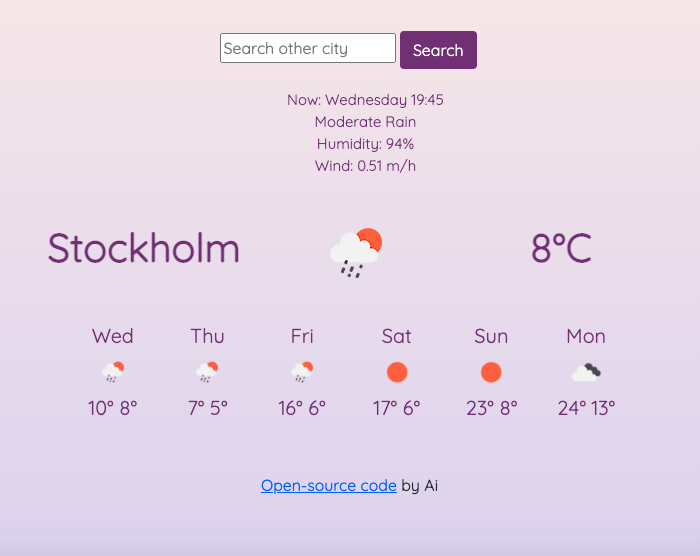 Search other city Search
Now: Wednesday 19:45
Moderate Rain
Humidity: 94%
Wind: 0.51 m/h
Stockholm 8°C
Wed Thu Fri Sat Sun Mon
10° 8° 7° 5° 16° 6° 17° 6° 23° 8° 24° 13°
Open-source code by Ai